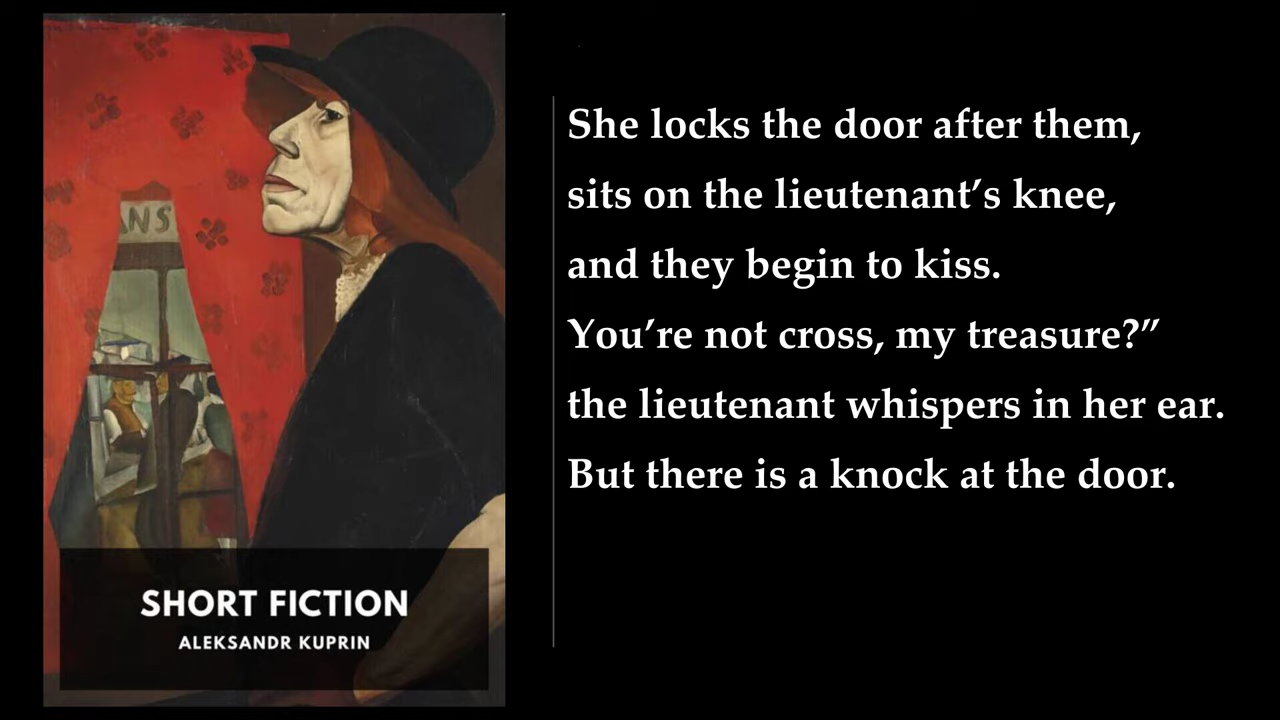 NS
SHORT FICTION
ALEKSANDR KUPRIN
She locks the door after them,
sits on the lieutenant’s knee,
and they begin to kiss.
You’re not cross, my treasure?”
the lieutenant whispers in her ear.
But there is a knock at the door.